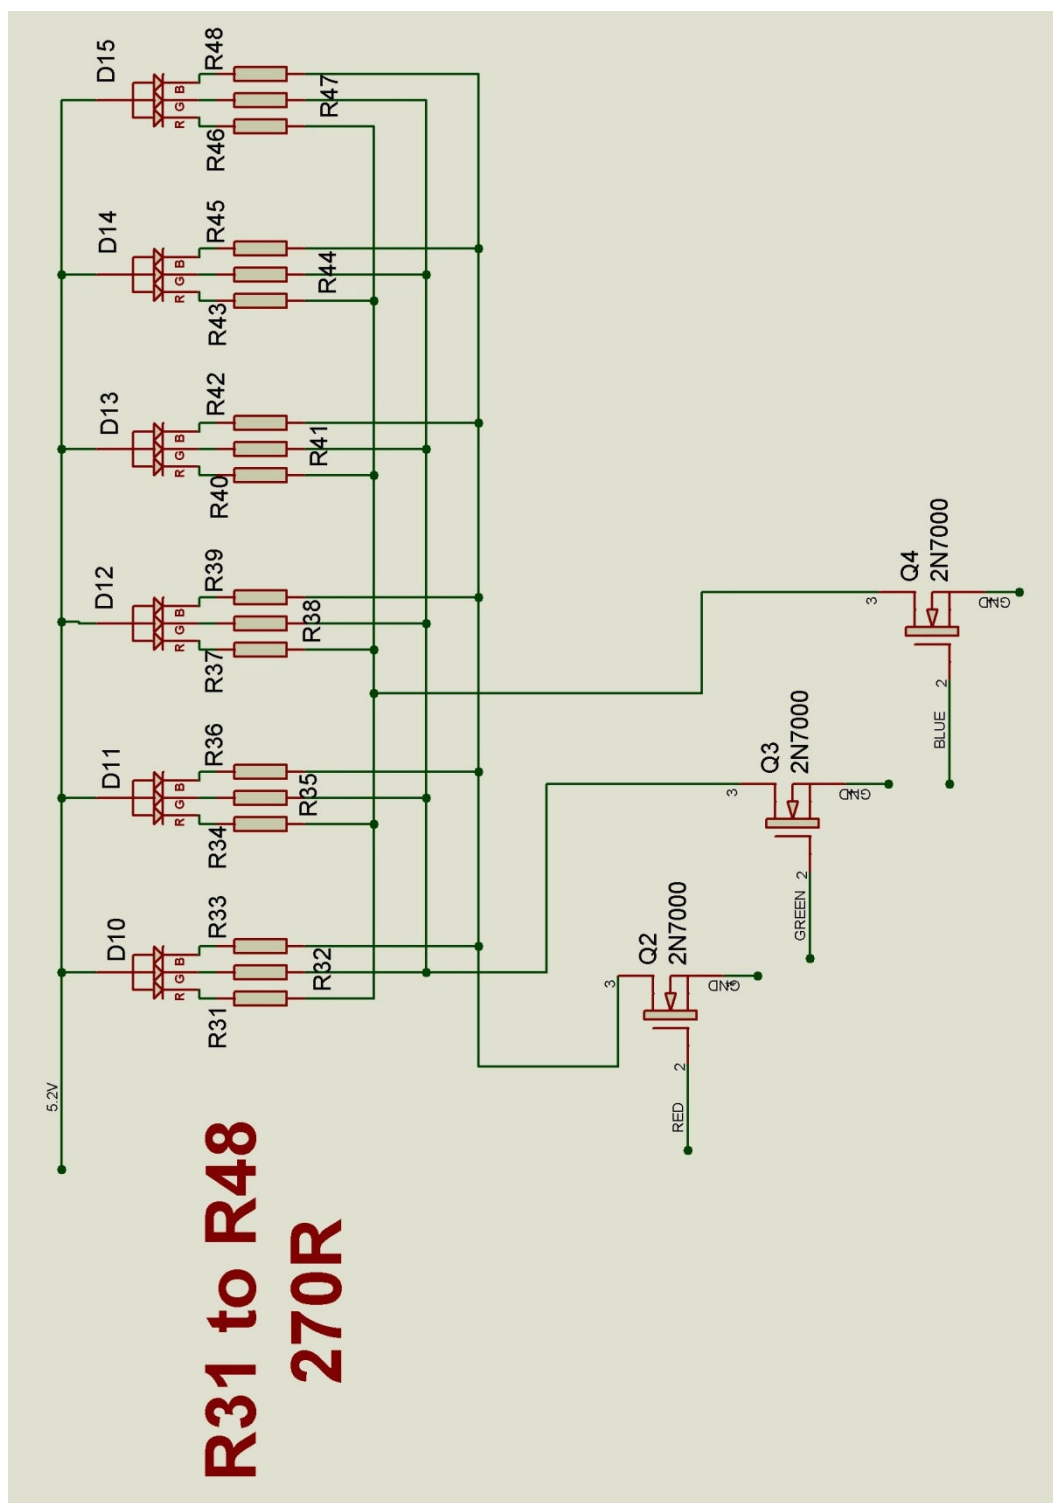 D15
R48
B
G
R
R47
R46
D14
R45
B
G
R
R44
R43
D13
R42
B
G
R
R41
R40
D12
R39
B
G
R
R38
R37
D11
R36
B
G
R
R35
R34
D10
R33
B
G
R
R32
R31
5.2V
Q4
2N7000
3
GND
2
BLUE
Q3
2N7000
3
GND
2
GREEN
Q2
2N7000
3
GND
2
RED
R31 to R48
270R